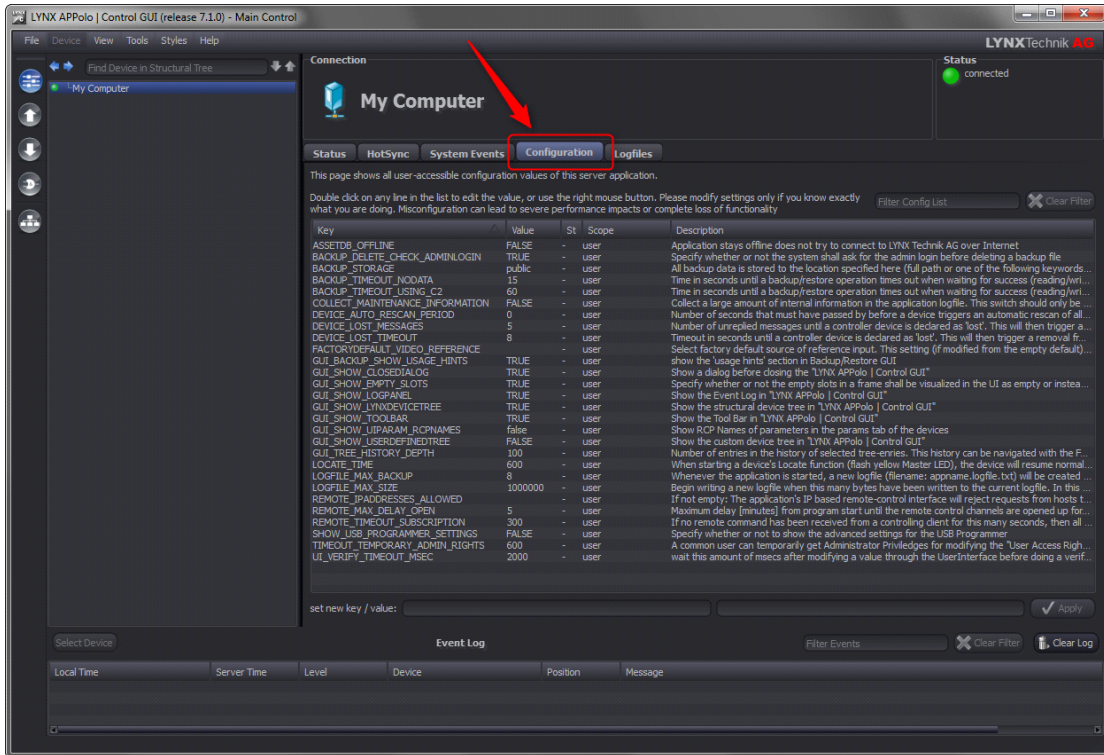 LYNX APPolo | Control GUI (release 7.1.0) - Main Control
File Device View Tools Styles Help
LYNXTechnik AG
Find Device in Structural Tree
My Computer
Connection
My Computer
Status
connected
Status HotSync System Events Configuration Logfiles
This page shows all user-accessible configuration values of this server application.
Double click on any line in the list to edit the value, or use the right mouse button. Please modify settings only if you know exactly
what you are doing. Misconfiguration can lead to severe performance impacts or complete loss of functionality
Filter Config List Clear Filter
Key Value St Scope Description
ASSETDB_OFFLINE FALSE - user Application stays offline does not try to connect to LYNX Technik AG over Internet
BACKUP_DELETE_CHECK_ADMINLOGIN TRUE - user Specify whether or not the system shall ask for the admin login before deleting a backup file
BACKUP_STORAGE public - user All backup data is stored to the location specified here (full path or one of the following keywords...
BACKUP_TIMEOUT_NODATA 15 - user Time in seconds until a backup/restore operation times out when waiting for success (reading/wri...
BACKUP_TIMEOUT_USING_C2 60 - user Time in seconds until a backup/restore operation times out when waiting for success (reading/wri...
COLLECT_MAINTENANCE_INFORMATION FALSE - user Collect a large amount of internal information in the application logfile. This switch should only be ...
DEVICE_AUTO_RESCAN_PERIOD 0 - user Number of seconds that must have passed by before a device triggers an automatic rescan of all...
DEVICE_LOST_MESSAGES 5 - user Number of unreplied messages until a controller device is declared as 'lost'. This will then trigger a...
DEVICE_LOST_TIMEOUT 8 - user Timeout in seconds until a controller device is declared as 'lost'. This will then trigger a removal fr...
FACTORYDEFAULT_VIDEO_REFERENCE - user Select factory default source of reference input. This setting (if modified from the empty default)...
GUI_BACKUP_SHOW_USAGE_HINTS TRUE - user show the 'usage hints' section in Backup/Restore GUI
GUI_SHOW_CLOSEDIALOG TRUE - user Show a dialog before closing the "LYNX APPolo | Control GUI"
GUI_SHOW_EMPTY_SLOTS TRUE - user Specify whether or not the empty slots in a frame shall be visualized in the UI as empty or instea...
GUI_SHOW_LOGPANEL TRUE - user Show the Event Log in "LYNX APPolo | Control GUI"
GUI_SHOW_LYNXDEVICETREE TRUE - user Show the structural device tree in "LYNX APPolo | Control GUI"
GUI_SHOW_TOOLBAR TRUE - user Show the Tool Bar in "LYNX APPolo | Control GUI"
GUI_SHOW_UIPARAM_RCPNAMES false - user Show RCP Names of parameters in the params tab of the devices
GUI_SHOW_USERDEFINEDTREE FALSE - user Show the custom device tree in "LYNX APPolo | Control GUI"
GUI_TREE_HISTORY_DEPTH 100 - user Number of entries in the history of selected tree-enries. This history can be navigated with the F...
LOCATE_TIME 600 - user When starting a device's Locate function (flash yellow Master LED), the device will resume normal...
LOGFILE_MAX_BACKUP 8 - user Whenever the application is started, a new logfile (filename: appname.logfile.txt) will be created ...
LOGFILE_MAX_SIZE 1000000 - user Begin writing a new logfile when this many bytes have been written to the current logfile. In this ...
REMOTE_IPADDRESSES_ALLOWED - user If not empty: The application's IP based remote-control interface will reject requests from hosts t...
REMOTE_MAX_DELAY_OPEN 5 - user Maximum delay [minutes] from program start until the remote control channels are opened up for...
REMOTE_TIMEOUT_SUBSCRIPTION 300 - user If no remote command has been received from a controlling client for this many seconds, then all ...
SHOW_USB_PROGRAMMER_SETTINGS FALSE - user Specify whether or not to show the advanced settings for the USB Programmer
TIMEOUT_TEMPORARY_ADMIN_RIGHTS 600 - user A common user can temporarily get Administrator Priviledges for modifying the "User Access Righ...
UI_VERIFY_TIMEOUT_MSEC 2000 - user wait this amount of msecs after modifying a value through the UserInterface before doing a verif...
set new key / value: Apply
Select Device Event Log Filter Events Clear Filter Clear Log
Local Time Server Time Level Device Position Message